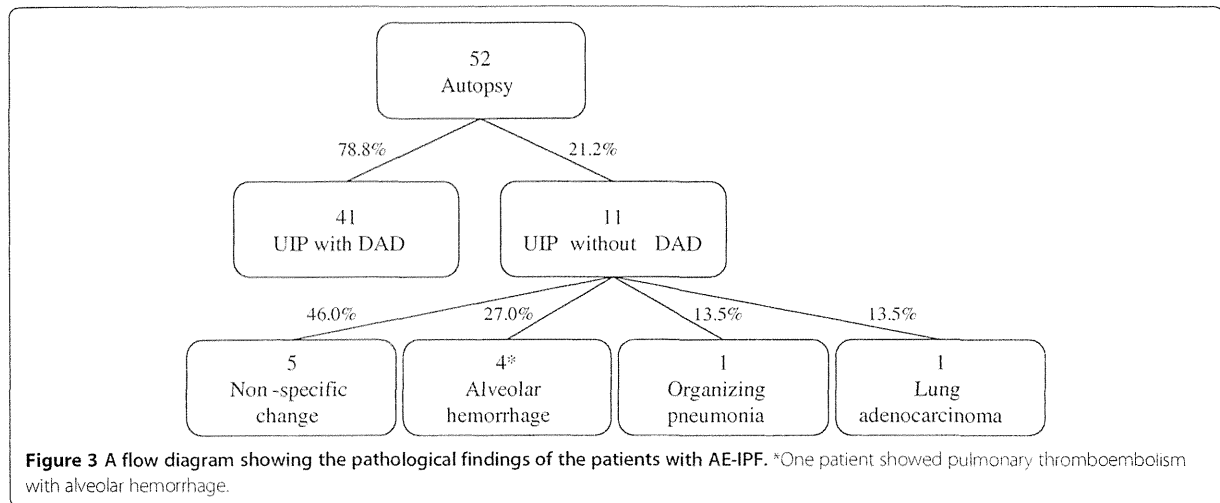 52
Autopsy
78.8%
21.2%
41
UIP with DAD
11
UIP without DAD
46.0%
27.0%
13.5%
13.5%
5
Non -specific
change
4*
Alveolar
hemorrhage
1
Organizing
pneumonia
1
Lung
adenocarcinoma
Figure 3 A flow diagram showing the pathological findings of the patients with AE-IPF. *One patient showed pulmonary thromboembolism
with alveolar hemorrhage.